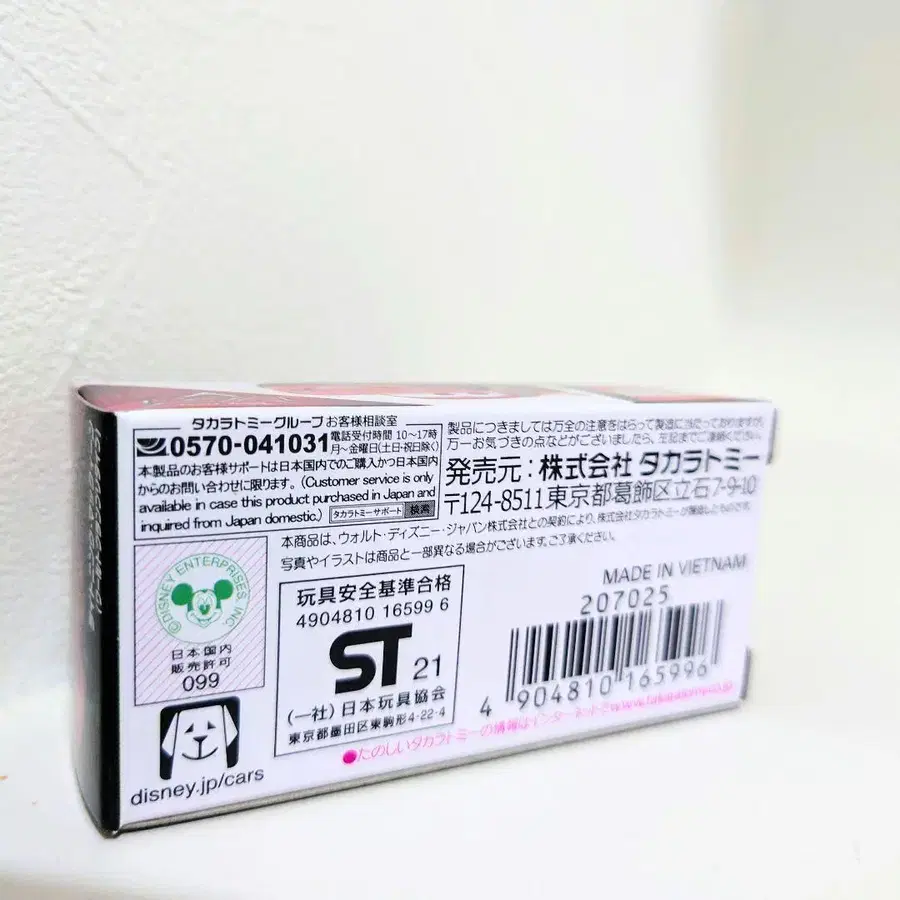 タカラトミーグループ お客様相談室
0570-041031
電話受付時間 10～17時
月～金曜日(土日・祝日除く)
本製品のお客様サポートは日本国内でのご購入かつ日本国内
からのお問い合わせに限ります。(Customer service is only
available in case this product purchased in Japan and
inquired from Japan domestic.)
タカラトミーサポート 検索
製品につきましては万全の注意をはらって製造に当たっておりますが、
万一お気づきの点などがございましたら、左記までご連絡ください。
発売元：株式会社 タカラトミー
〒124-8511 東京都葛飾区立石7-9-10
本商品は、ウォルト・ディズニー・ジャパン株式会社との契約により、株式会社タカラトミーが製造したものです。
写真やイラストは商品と一部異なる場合がございます。ご了承ください。
©DISNEY ENTERPRISES, INC.
日本国内
販売許可
099
disney.jp/cars
玩具安全基準合格
4904810 16599 6
ST 21
(一社)日本玩具協会
東京都墨田区東駒形4-22-4
MADE IN VIETNAM
207025
4 904810 165996
●たのしいタカラトミーの情報はインターネットで www.takaratomy.co.jp